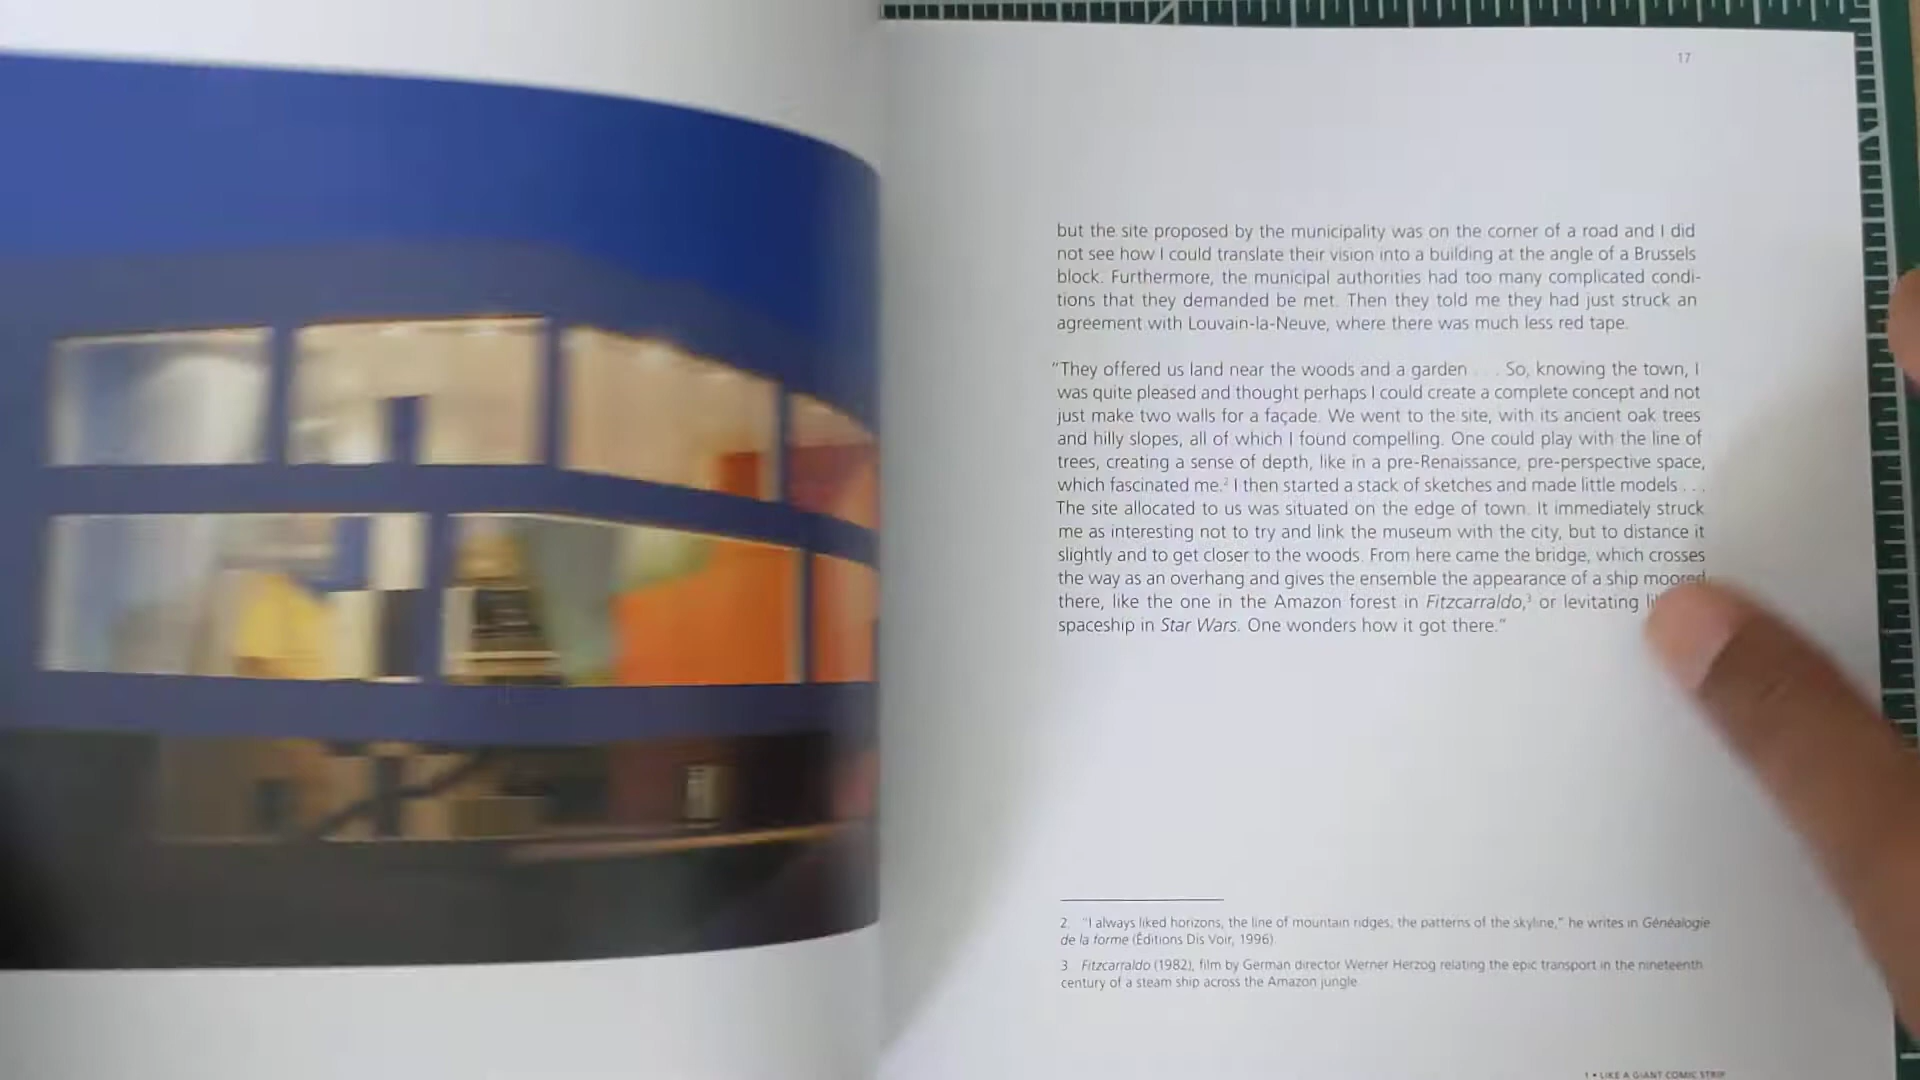 17
but the site proposed by the municipality was on the corner of a road and I did
not see how I could translate their vision into a building at the angle of a Brussels
block. Furthermore, the municipal authorities had too many complicated condi-
tions that they demanded be met. Then they told me they had just struck an
agreement with Louvain-la-Neuve, where there was much less red tape.
“They offered us land near the woods and a garden . . . So, knowing the town, I
was quite pleased and thought perhaps I could create a complete concept and not
just make two walls for a façade. We went to the site, with its ancient oak trees
and hilly slopes, all of which I found compelling. One could play with the line of
trees, creating a sense of depth, like in a pre-Renaissance, pre-perspective space,
which fascinated me.² I then started a stack of sketches and made little models . . .
The site allocated to us was situated on the edge of town. It immediately struck
me as interesting not to try and link the museum with the city, but to distance it
slightly and to get closer to the woods. From here came the bridge, which crosses
the way as an overhang and gives the ensemble the appearance of a ship moored
there, like the one in the Amazon forest in Fitzcarraldo,³ or levitating
spaceship in Star Wars. One wonders how it got there.”
2. “I always liked horizons, the line of mountain ridges, the patterns of the skyline,” he writes in Généalogie
de la forme (Éditions Dis Voir, 1996).
3. Fitzcarraldo (1982), film by German director Werner Herzog relating the epic transport in the nineteenth
century of a steam ship across the Amazon jungle.
1 • LIKE A GIANT COMIC STRIP